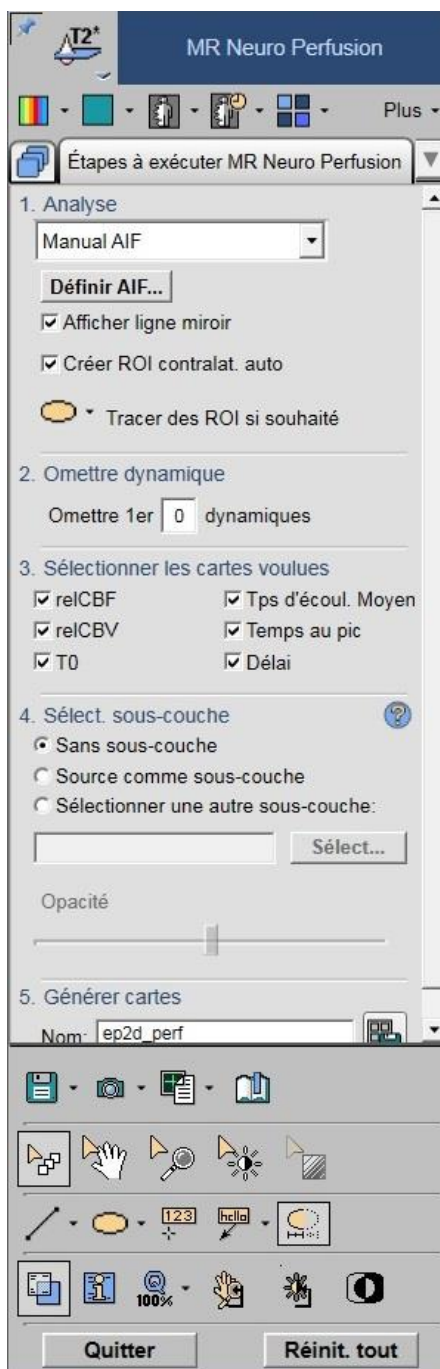 T2*
MR Neuro Perfusion
Plus
Étapes à exécuter MR Neuro Perfusion
1. Analyse
Manual AIF
Définir AIF...
Afficher ligne miroir
Créer ROI contralat. auto
Tracer des ROI si souhaité
2. Omettre dynamique
Omettre 1er 0 dynamiques
3. Sélectionner les cartes voulues
relCBF Tps d'écoul. Moyen
relCBV Temps au pic
T0 Délai
4. Sélect. sous-couche ?
Sans sous-couche
Source comme sous-couche
Sélectionner une autre sous-couche:
Sélect...
Opacité
5. Générer cartes
Nom: ep2d_perf
123 hello
100%
Quitter Réinit. tout